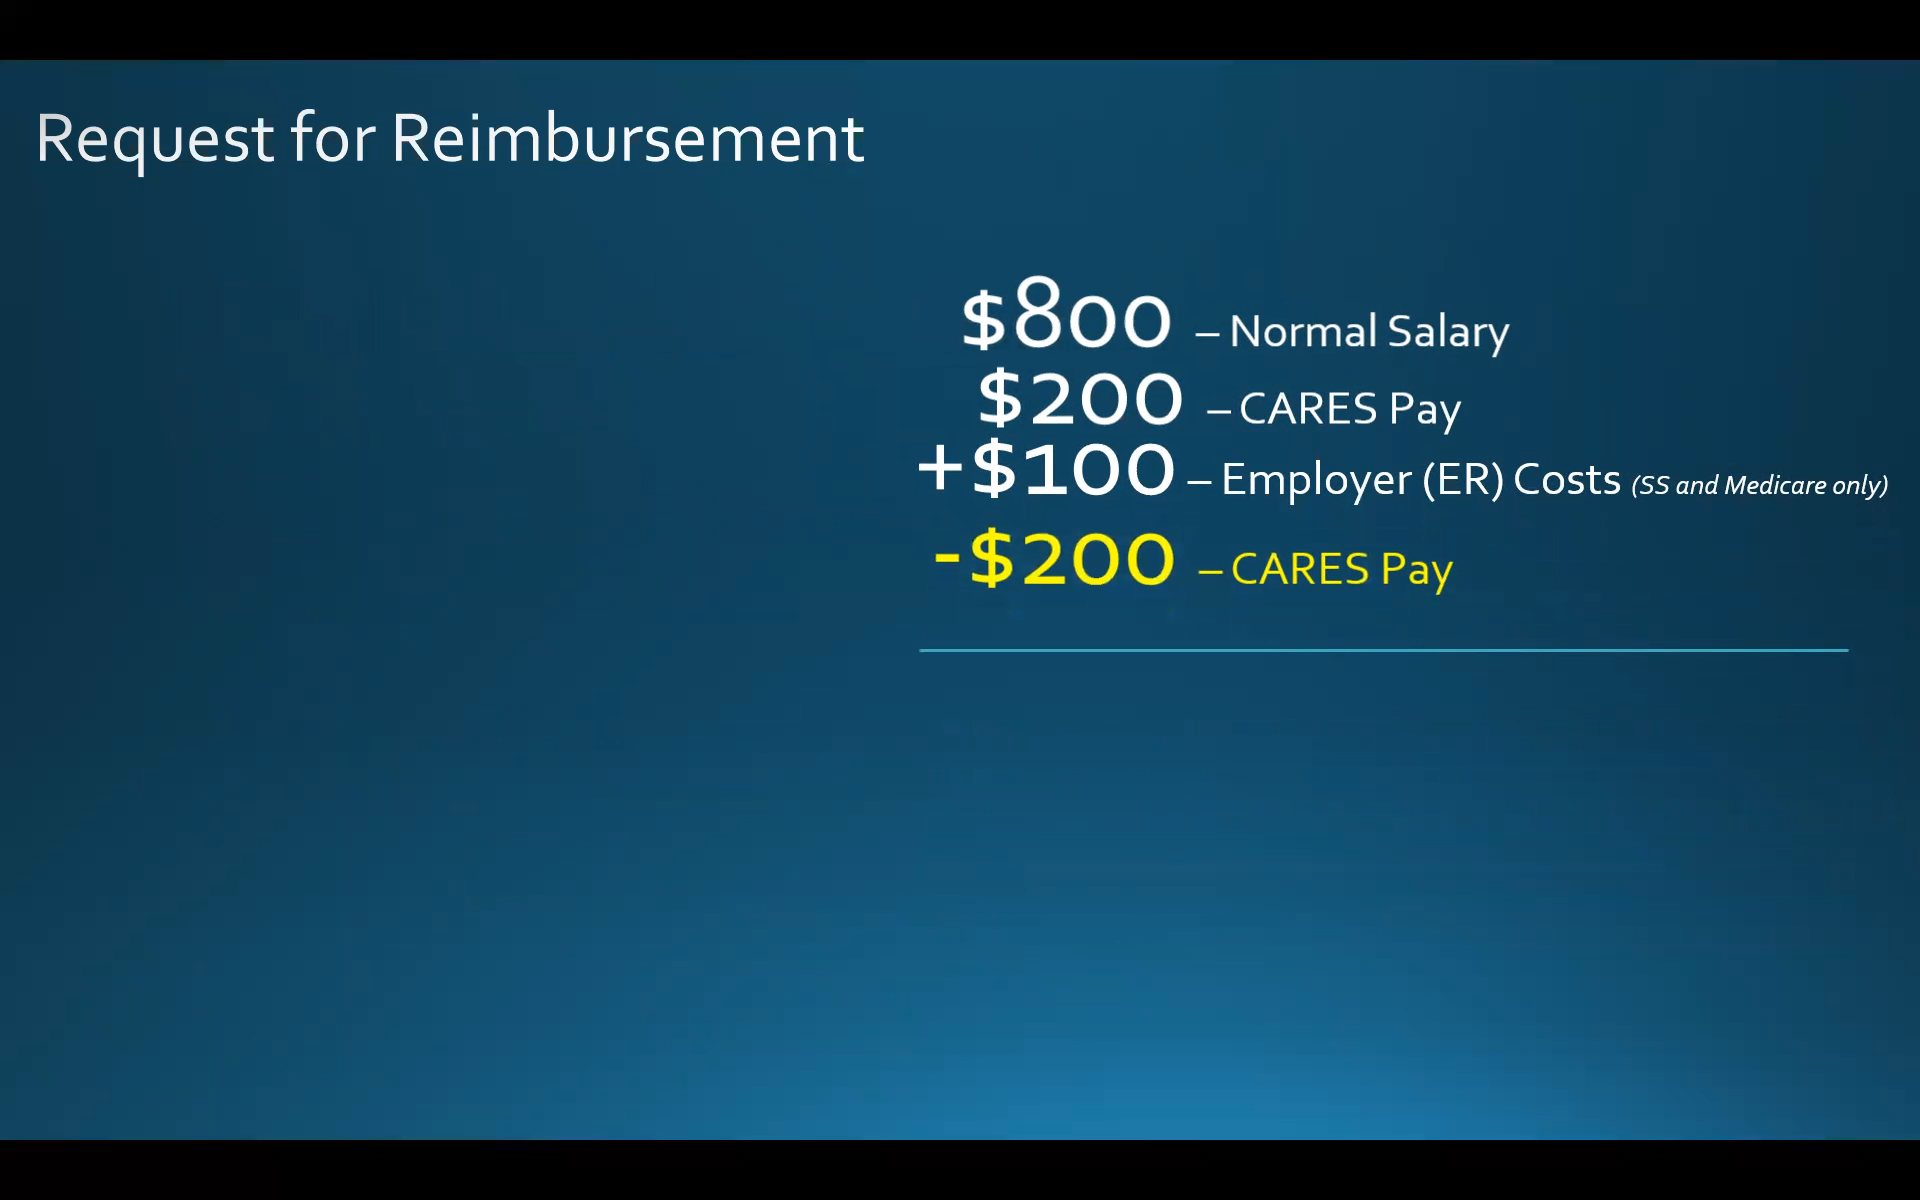 Request for Reimbursement
$800 – Normal Salary
$200 – CARES Pay
+$100 – Employer (ER) Costs (SS and Medicare only)
-$200 – CARES Pay